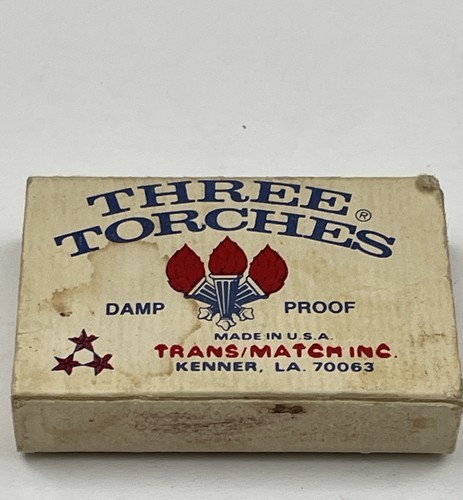 THREE
TORCHES®
DAMP PROOF
MADE IN U.S.A.
TRANS/MATCH INC.
KENNER, LA. 70063